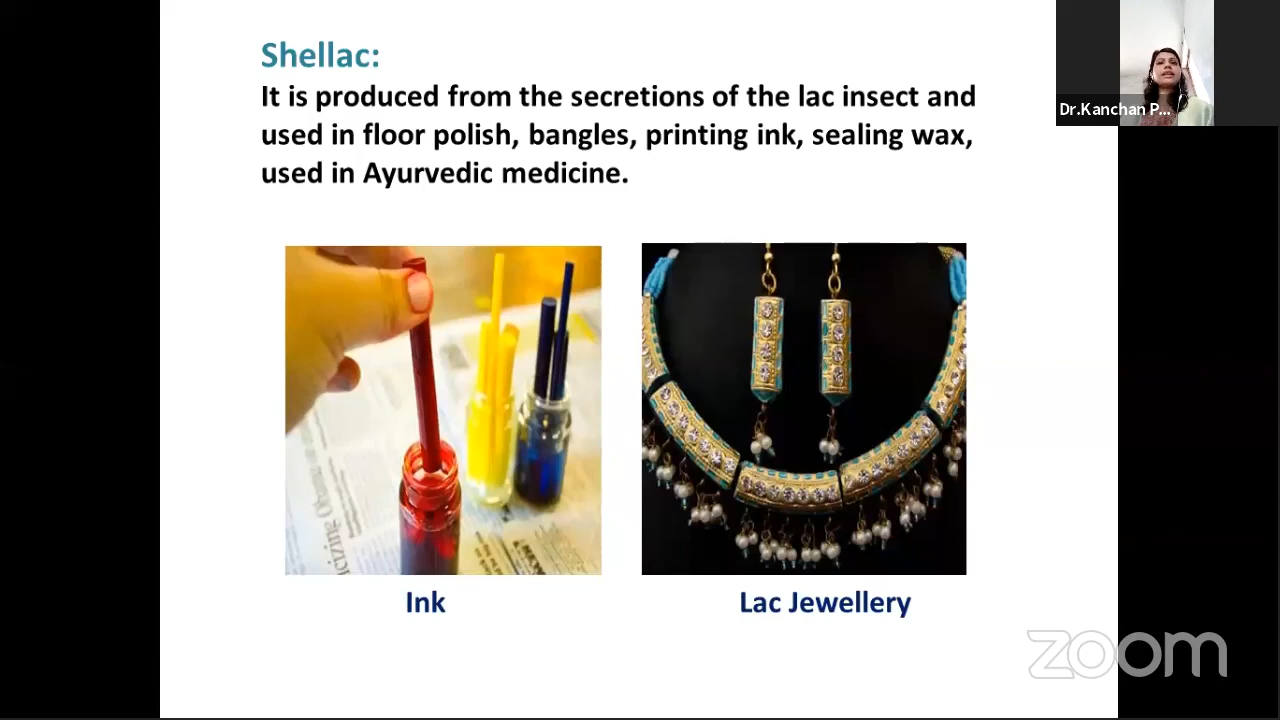 Shellac:
It is produced from the secretions of the lac insect and
used in floor polish, bangles, printing ink, sealing wax,
used in Ayurvedic medicine.
Dr.Kanchan P...
Ink
Lac Jewellery
zoom